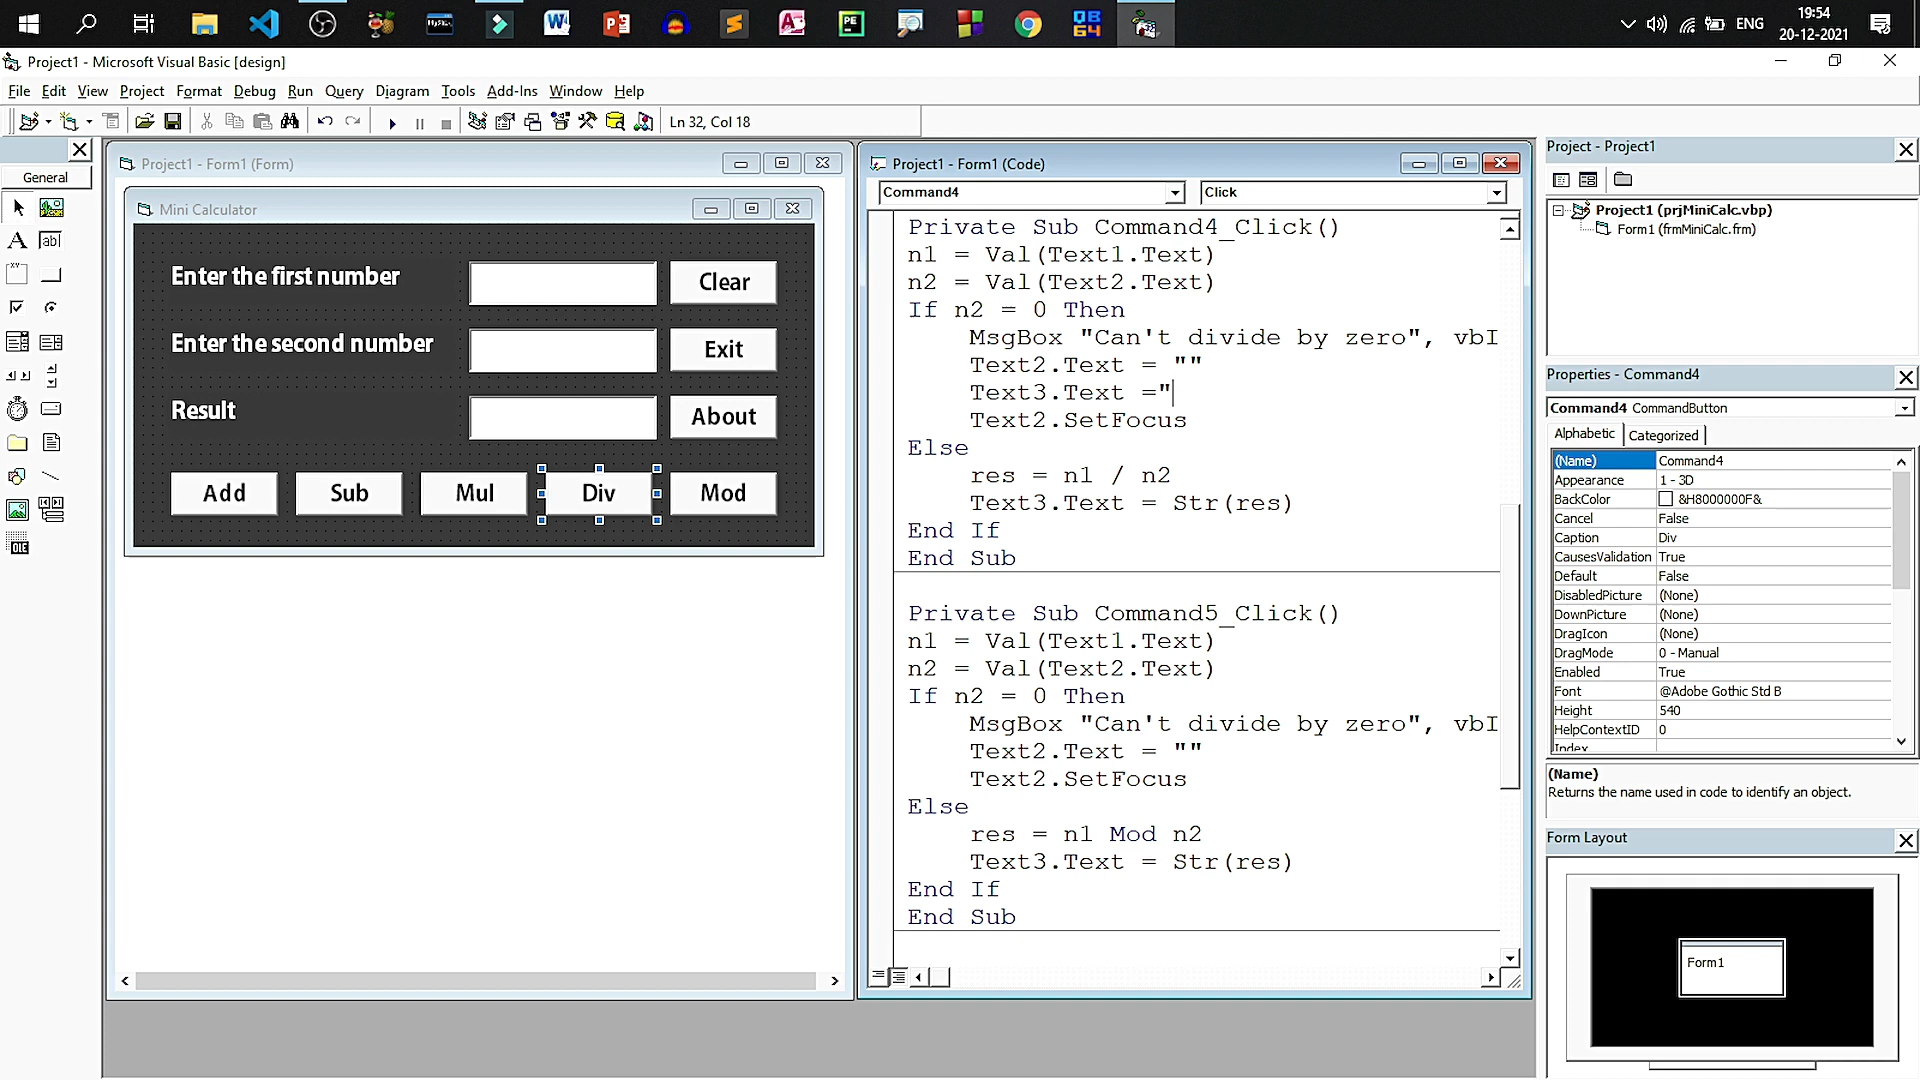 ENG
19:54
20-12-2021
Project1 - Microsoft Visual Basic [design]
File Edit View Project Format Debug Run Query Diagram Tools Add-Ins Window Help
Ln 32, Col 18
General
Project1 - Form1 (Form)
Mini Calculator
Enter the first number
Clear
Enter the second number
Exit
Result
About
Add
Sub
Mul
Div
Mod
Project1 - Form1 (Code)
Command4
Click
Private Sub Command4_Click()
n1 = Val(Text1.Text)
n2 = Val(Text2.Text)
If n2 = 0 Then
MsgBox "Can't divide by zero", vbI
Text2.Text = ""
Text3.Text ="
Text2.SetFocus
Else
res = n1 / n2
Text3.Text = Str(res)
End If
End Sub
Private Sub Command5_Click()
n1 = Val(Text1.Text)
n2 = Val(Text2.Text)
If n2 = 0 Then
MsgBox "Can't divide by zero", vbI
Text2.Text = ""
Text2.SetFocus
Else
res = n1 Mod n2
Text3.Text = Str(res)
End If
End Sub
Project - Project1
Project1 (prjMiniCalc.vbp)
Form1 (frmMiniCalc.frm)
Properties - Command4
Command4 CommandButton
Alphabetic Categorized
(Name) Command4
Appearance 1 - 3D
BackColor &H8000000F&
Cancel False
Caption Div
CausesValidation True
Default False
DisabledPicture (None)
DownPicture (None)
DragIcon (None)
DragMode 0 - Manual
Enabled True
Font @Adobe Gothic Std B
Height 540
HelpContextID 0
Index
(Name)
Returns the name used in code to identify an object.
Form Layout
Form1